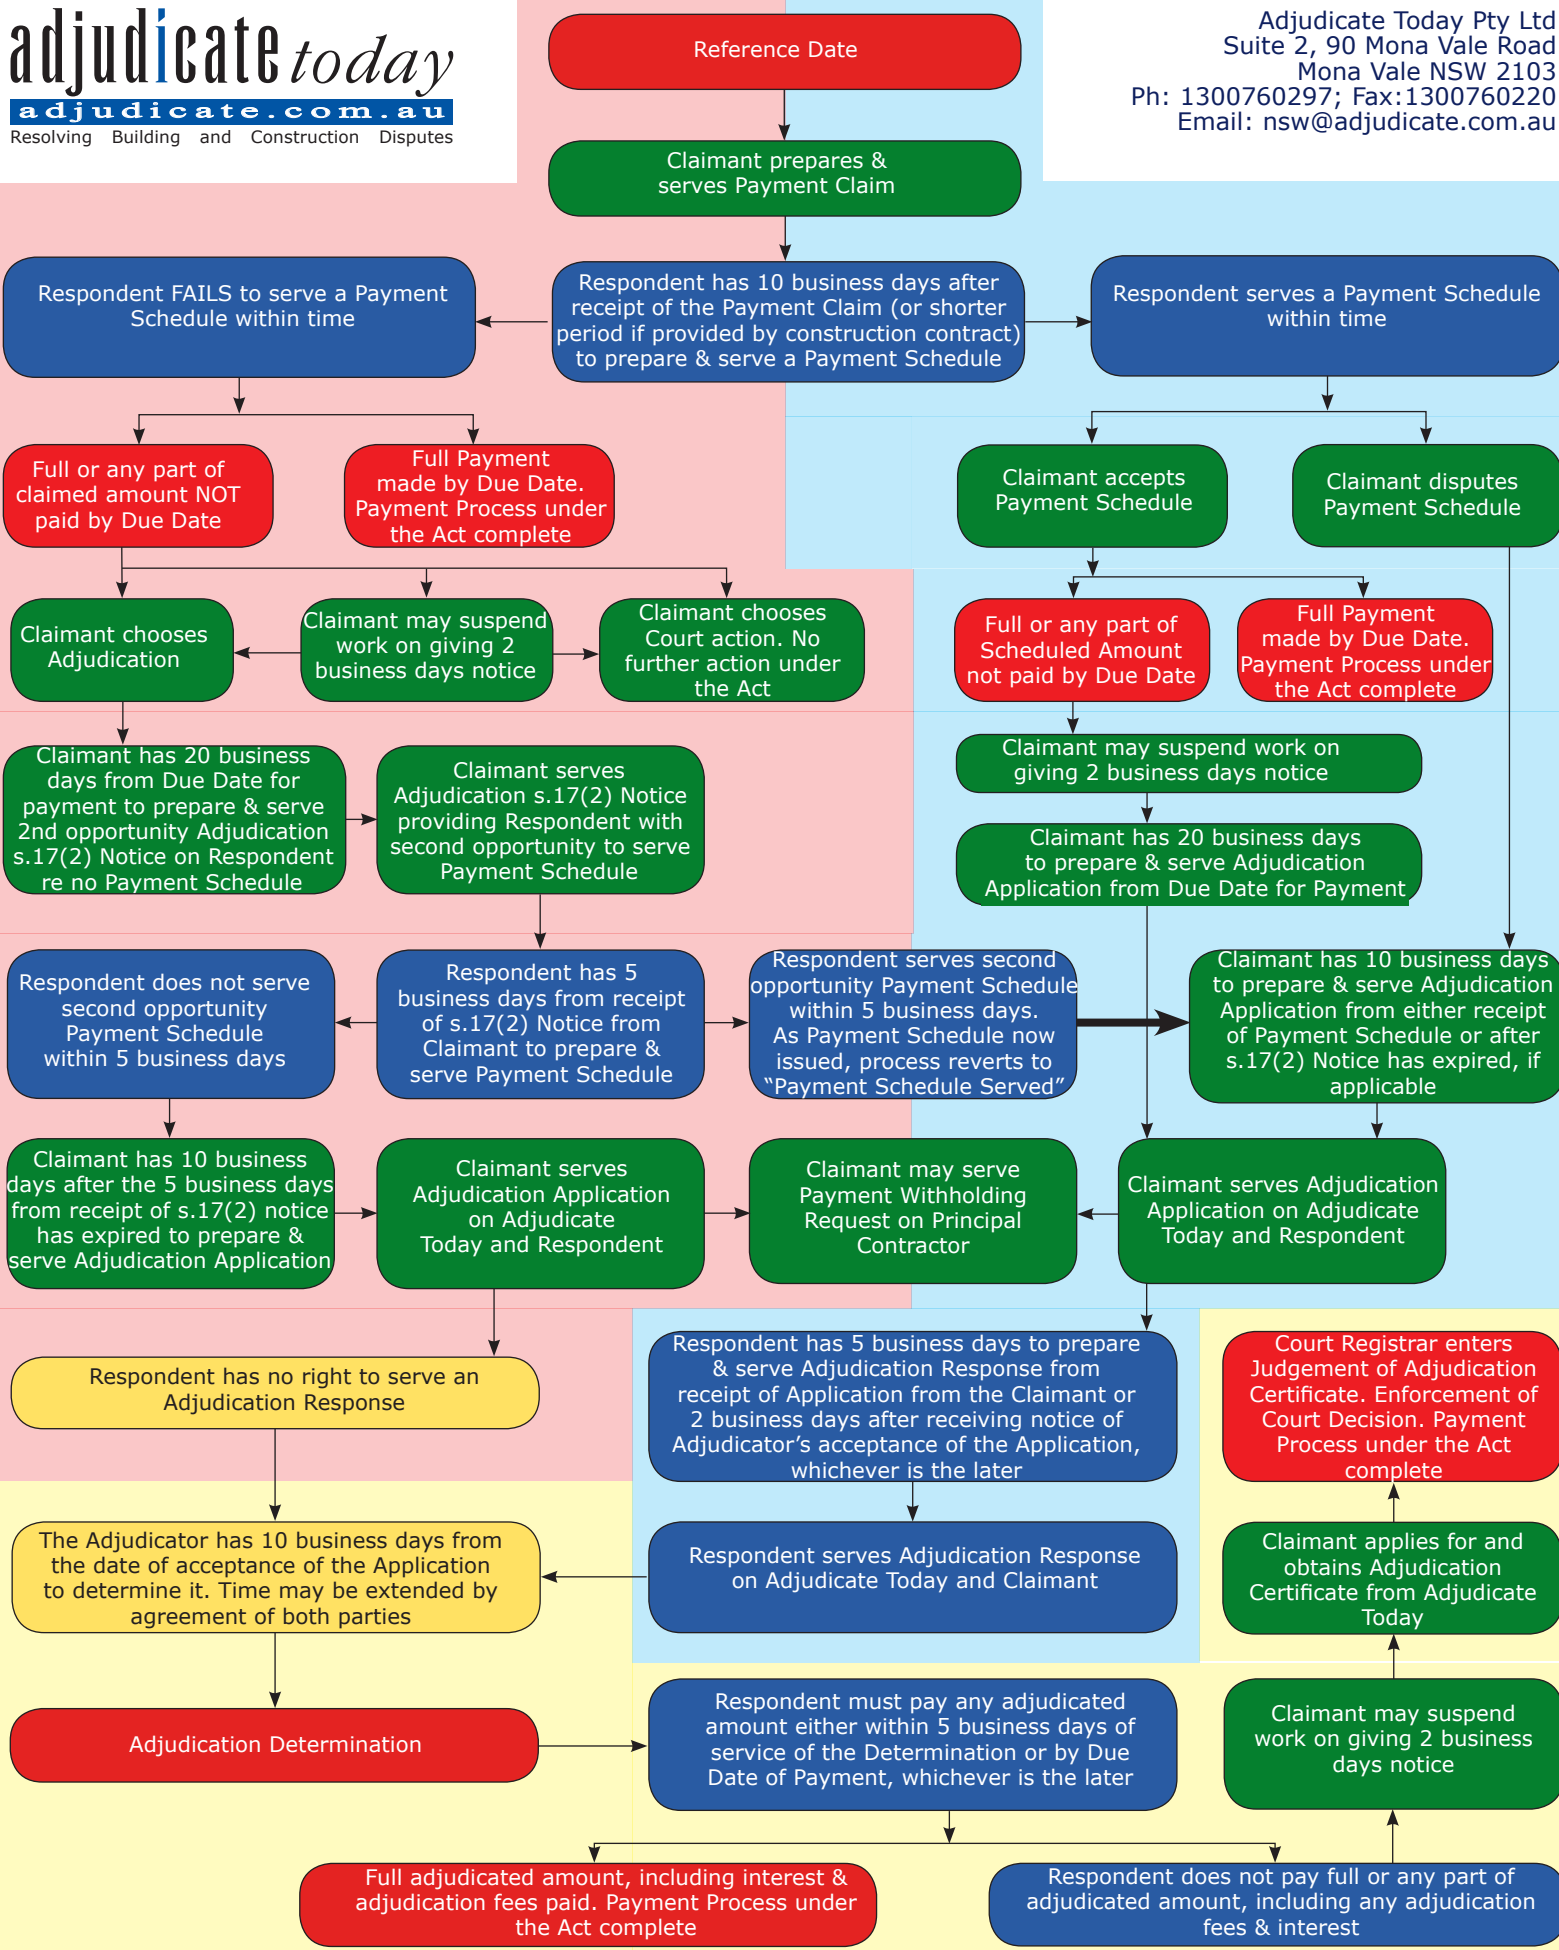 adjudicate today
adjudicate.com.au
Resolving Building and Construction Disputes
Adjudicate Today Pty Ltd
Suite 2, 90 Mona Vale Road
Mona Vale NSW 2103
Ph: 1300760297; Fax:1300760220
Email: nsw@adjudicate.com.au
Reference Date
Claimant prepares &
serves Payment Claim
Respondent FAILS to serve a Payment
Schedule within time
Respondent has 10 business days after
receipt of the Payment Claim (or shorter
period if provided by construction contract)
to prepare & serve a Payment Schedule
Respondent serves a Payment Schedule
within time
Full or any part of
claimed amount NOT
paid by Due Date
Full Payment
made by Due Date.
Payment Process under
the Act complete
Claimant accepts
Payment Schedule
Claimant disputes
Payment Schedule
Claimant chooses
Adjudication
Claimant may suspend
work on giving 2
business days notice
Claimant chooses
Court action. No
further action under
the Act
Full or any part of
Scheduled Amount
not paid by Due Date
Full Payment
made by Due Date.
Payment Process under
the Act complete
Claimant has 20 business
days from Due Date for
payment to prepare & serve
2nd opportunity Adjudication
s.17(2) Notice on Respondent
re no Payment Schedule
Claimant serves
Adjudication s.17(2) Notice
providing Respondent with
second opportunity to serve
Payment Schedule
Claimant may suspend work on
giving 2 business days notice
Claimant has 20 business days
to prepare & serve Adjudication
Application from Due Date for Payment
Respondent does not serve
second opportunity
Payment Schedule
within 5 business days
Respondent has 5
business days from receipt
of s.17(2) Notice from
Claimant to prepare &
serve Payment Schedule
Respondent serves second
opportunity Payment Schedule
within 5 business days.
As Payment Schedule now
issued, process reverts to
“Payment Schedule Served”
Claimant has 10 business days
to prepare & serve Adjudication
Application from either receipt
of Payment Schedule or after
s.17(2) Notice has expired, if
applicable
Claimant has 10 business
days after the 5 business days
from receipt of s.17(2) notice
has expired to prepare &
serve Adjudication Application
Claimant serves
Adjudication Application
on Adjudicate
Today and Respondent
Claimant may serve
Payment Withholding
Request on Principal
Contractor
Claimant serves Adjudication
Application on Adjudicate
Today and Respondent
Respondent has no right to serve an
Adjudication Response
Respondent has 5 business days to prepare
& serve Adjudication Response from
receipt of Application from the Claimant or
2 business days after receiving notice of
Adjudicator’s acceptance of the Application,
whichever is the later
Court Registrar enters
Judgement of Adjudication
Certificate. Enforcement of
Court Decision. Payment
Process under the Act
complete
The Adjudicator has 10 business days from
the date of acceptance of the Application
to determine it. Time may be extended by
agreement of both parties
Respondent serves Adjudication Response
on Adjudicate Today and Claimant
Claimant applies for and
obtains Adjudication
Certificate from Adjudicate
Today
Adjudication Determination
Respondent must pay any adjudicated
amount either within 5 business days of
service of the Determination or by Due
Date of Payment, whichever is the later
Claimant may suspend
work on giving 2 business
days notice
Full adjudicated amount, including interest &
adjudication fees paid. Payment Process under
the Act complete
Respondent does not pay full or any part of
adjudicated amount, including any adjudication
fees & interest